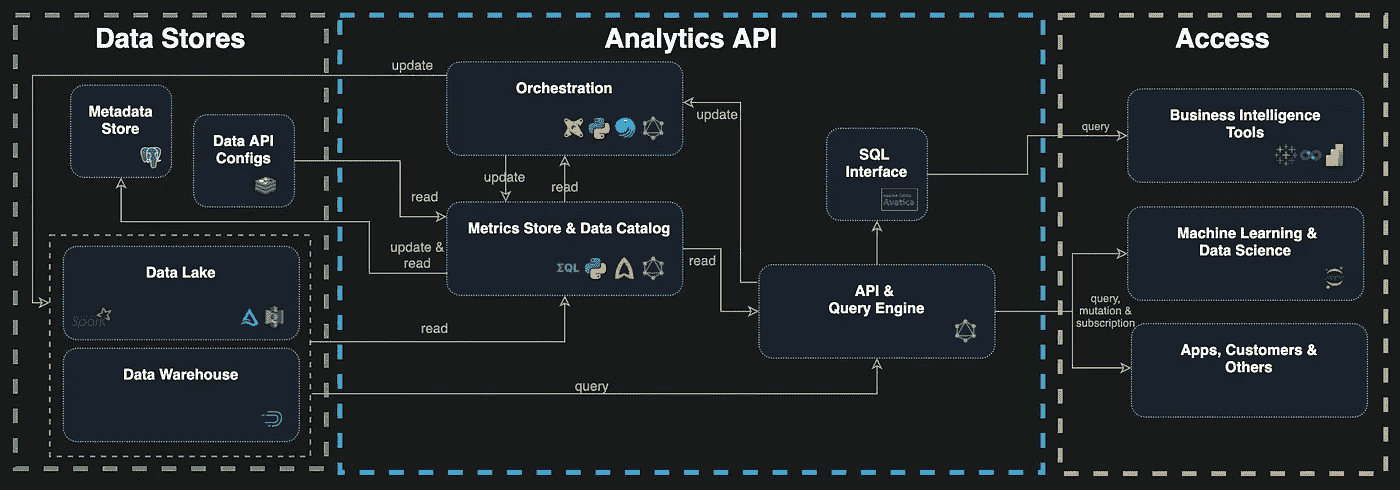 Data Stores
Analytics API
Access
update
Metadata
Store
Data API
Configs
Orchestration
update
update
read
read
SQL
Interface
Avatica
query
Business Intelligence
Tools
Metrics Store & Data Catalog
ΣQL
update &
read
read
Machine Learning &
Data Science
Data Lake
Spark
API &
Query Engine
query,
mutation &
subscription
read
Data Warehouse
query
Apps, Customers &
Others